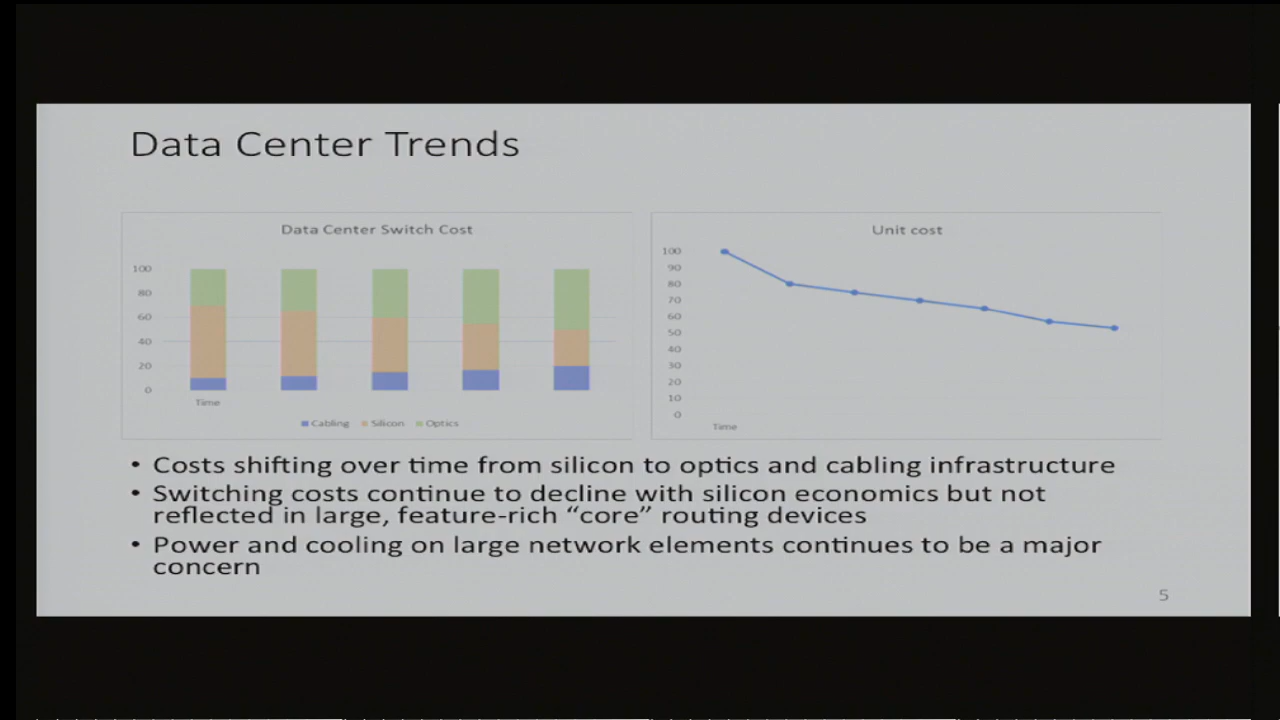 Data Center Trends
Data Center Switch Cost
100
80
60
40
20
0
Time
Cabling Silicon Optics
Unit cost
100
90
80
70
60
50
40
30
20
10
0
Time
• Costs shifting over time from silicon to optics and cabling infrastructure
• Switching costs continue to decline with silicon economics but not
reflected in large, feature-rich “core” routing devices
• Power and cooling on large network elements continues to be a major
concern
5